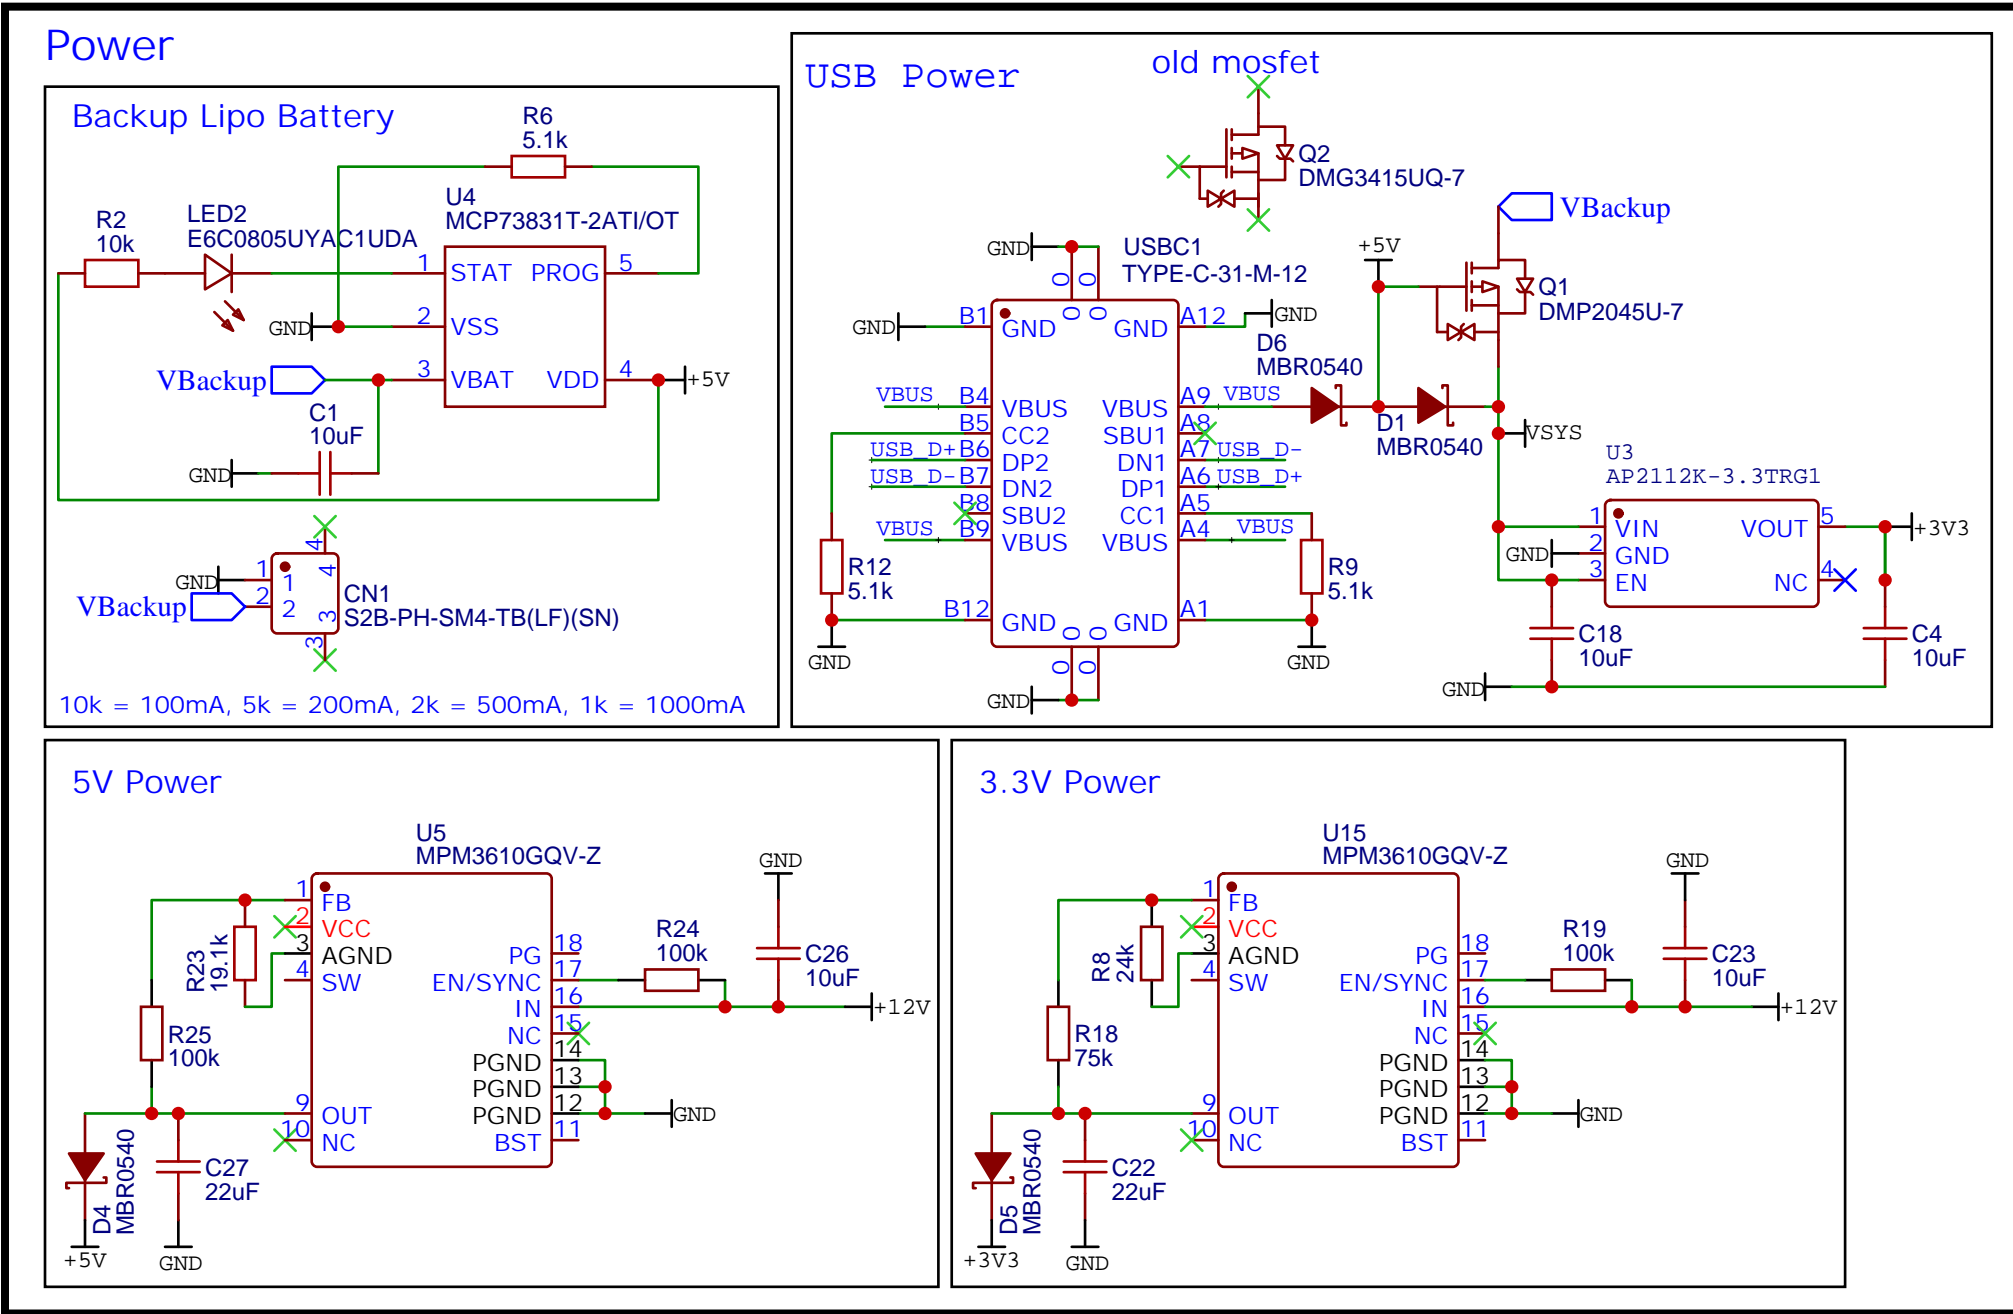 Power
Backup Lipo Battery
R6
5.1k
U4
MCP73831T-2ATI/OT
R2
10k
LED2
E6C0805UYAC1UDA
1 STAT PROG 5
GND 2 VSS
VBackup 3 VBAT VDD 4 +5V
C1
10uF
GND
4
GND 1 1 4
VBackup 2 2 3
3
CN1
S2B-PH-SM4-TB(LF)(SN)
10k = 100mA, 5k = 200mA, 2k = 500mA, 1k = 1000mA
USB Power
old mosfet
Q2
DMG3415UQ-7
VBackup
+5V
Q1
DMP2045U-7
GND
USBC1
TYPE-C-31-M-12
0 0
0 0
GND B1 GND GND A12 GND
D6
MBR0540
VBUS B4 VBUS VBUS A9 VBUS
B5 CC2 SBU1 A8
USB_D+ B6 DP2 DN1 A7 USB_D-
USB_D- B7 DN2 DP1 A6 USB_D+
B8 SBU2 CC1 A5
VBUS B9 VBUS VBUS A4 VBUS
D1
MBR0540
VSYS
R12
5.1k
R9
5.1k
B12 GND GND A1
0 0
0 0
GND
GND
GND
U3
AP2112K-3.3TRG1
1 VIN VOUT 5 +3V3
GND 2 GND
3 EN NC 4
C18
10uF
C4
10uF
GND
5V Power
U5
MPM3610GQV-Z
GND
1 FB
2 VCC
3 AGND
4 SW
R23
19.1k
R25
100k
PG 18
EN/SYNC 17
IN 16
NC 15
PGND 14
PGND 13
PGND 12
BST 11
R24
100k
C26
10uF
+12V
GND
9 OUT
10 NC
D4
MBR0540
C27
22uF
+5V
GND
3.3V Power
U15
MPM3610GQV-Z
GND
1 FB
2 VCC
3 AGND
4 SW
R8
24k
R18
75k
PG 18
EN/SYNC 17
IN 16
NC 15
PGND 14
PGND 13
PGND 12
BST 11
R19
100k
C23
10uF
+12V
GND
9 OUT
10 NC
D5
MBR0540
C22
22uF
+3V3
GND